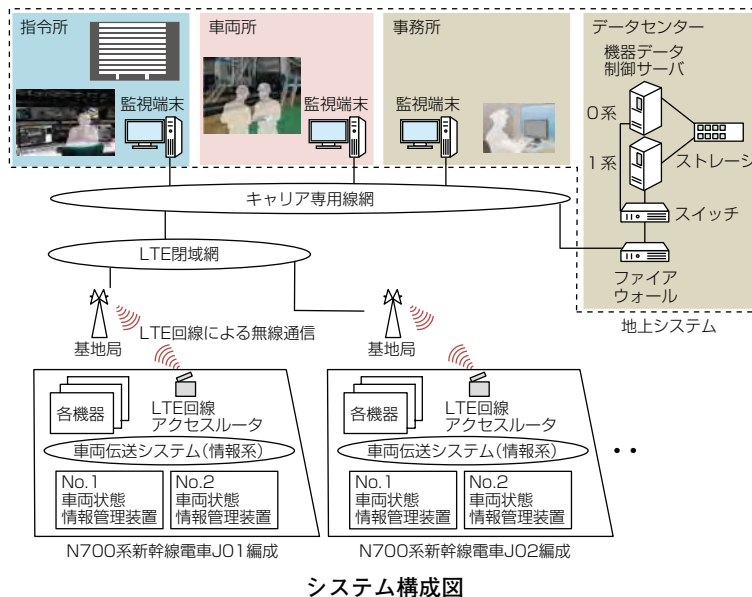 指令所
車両所
事務所
データセンター
機器データ
制御サーバ
監視端末
監視端末
監視端末
0系
1系
ストレージ
スイッチ
キャリア専用線網
LTE閉域網
ファイア
ウォール
地上システム
LTE回線による無線通信
基地局
基地局
各機器
LTE回線
アクセスルータ
車両伝送システム(情報系)
No.1
車両状態
情報管理装置
No.2
車両状態
情報管理装置
N700系新幹線電車J01編成
各機器
LTE回線
アクセスルータ
車両伝送システム(情報系)
No.1
車両状態
情報管理装置
No.2
車両状態
情報管理装置
N700系新幹線電車J02編成
システム構成図